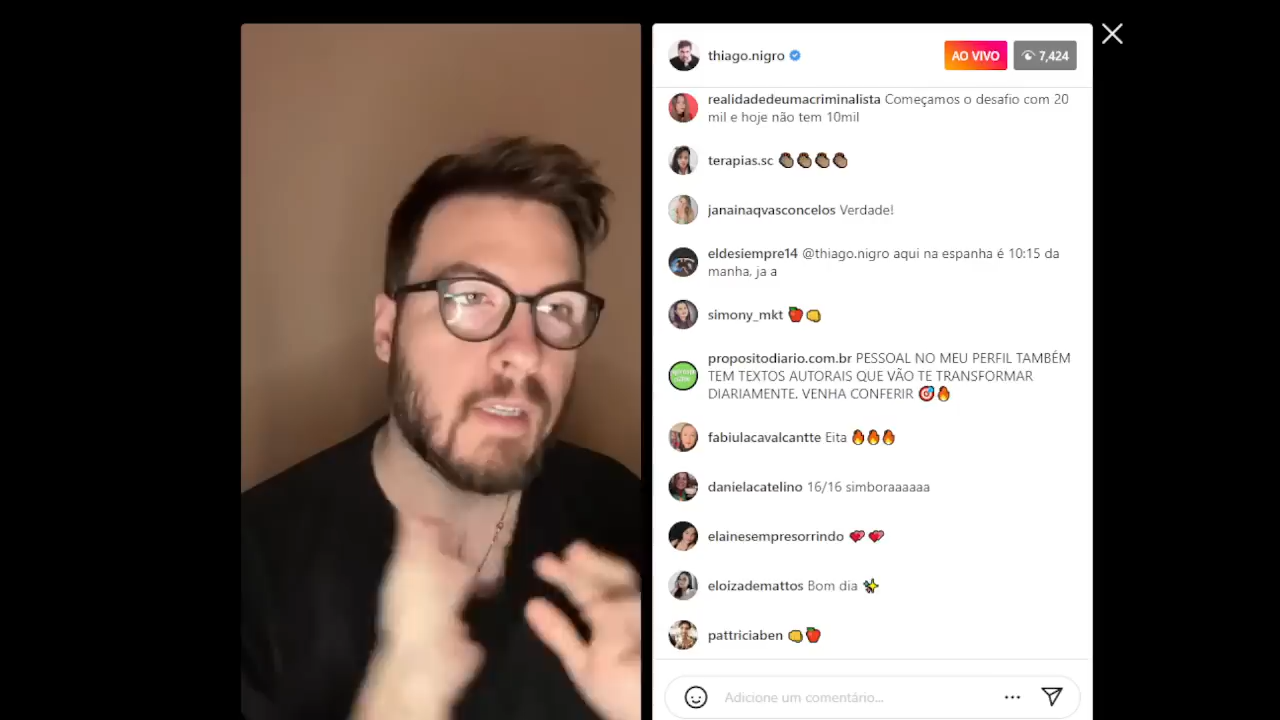 thiago.nigro
AO VIVO
7,424
realidadedeumacriminalista Começamos o desafio com 20
mil e hoje não tem 10mil
terapias.sc
janainaqvasconcelos Verdade!
eldesiempre14 @thiago.nigro aqui na espanha é 10:15 da
manha, ja a
simony_mkt
propositodiario.com.br PESSOAL NO MEU PERFIL TAMBÉM
TEM TEXTOS AUTORAIS QUE VÃO TE TRANSFORMAR
DIARIAMENTE. VENHA CONFERIR
fabiulacavalcantte Eita
danielacatelino 16/16 simboraaaaaa
elainesempresorrindo
eloizademattos Bom dia
pattriciaben
Adicione um comentário...